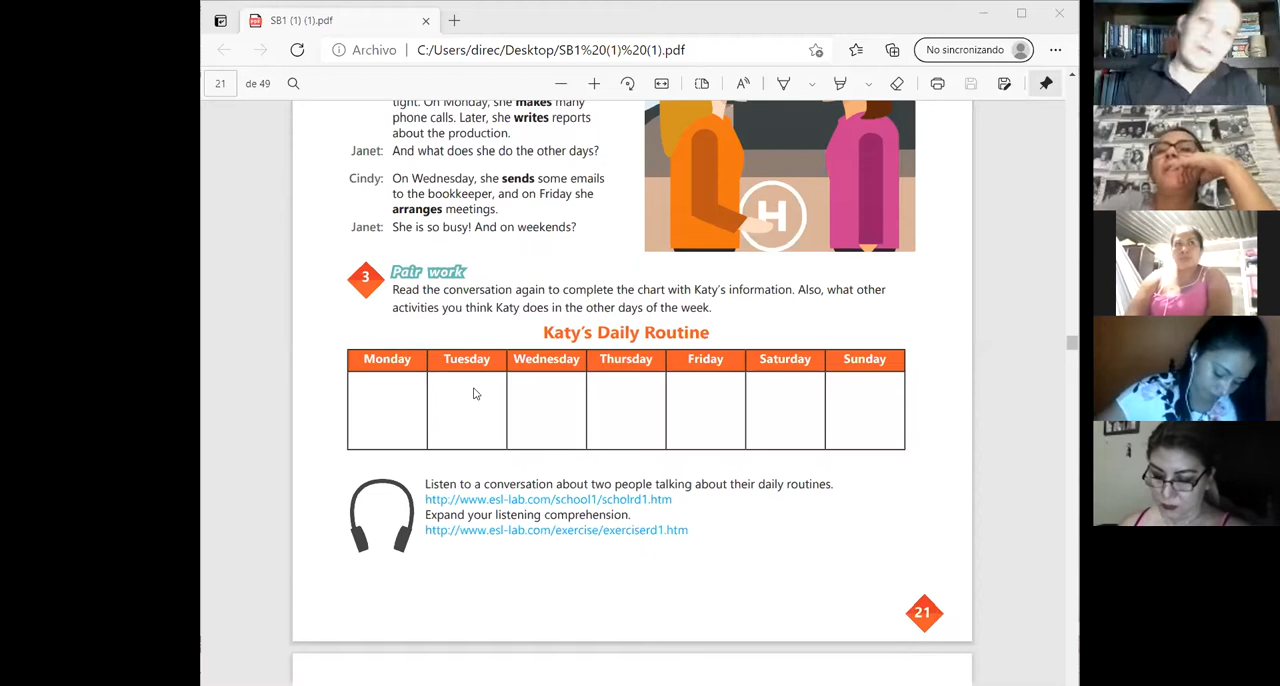 SB1 (1) (1).pdf
Archivo | C:/Users/direc/Desktop/SB1%20(1)%20(1).pdf
No sincronizando
21 de 49
tight. On Monday, she makes many
phone calls. Later, she writes reports
about the production.
Janet: And what does she do the other days?
Cindy: On Wednesday, she sends some emails
to the bookkeeper, and on Friday she
arranges meetings.
Janet: She is so busy! And on weekends?
H
3 Pair work
Read the conversation again to complete the chart with Katy's information. Also, what other
activities you think Katy does in the other days of the week.
Katy's Daily Routine
Monday Tuesday Wednesday Thursday Friday Saturday Sunday
Listen to a conversation about two people talking about their daily routines.
http://www.esl-lab.com/school1/scholrd1.htm
Expand your listening comprehension.
http://www.esl-lab.com/exercise/exerciserd1.htm
21